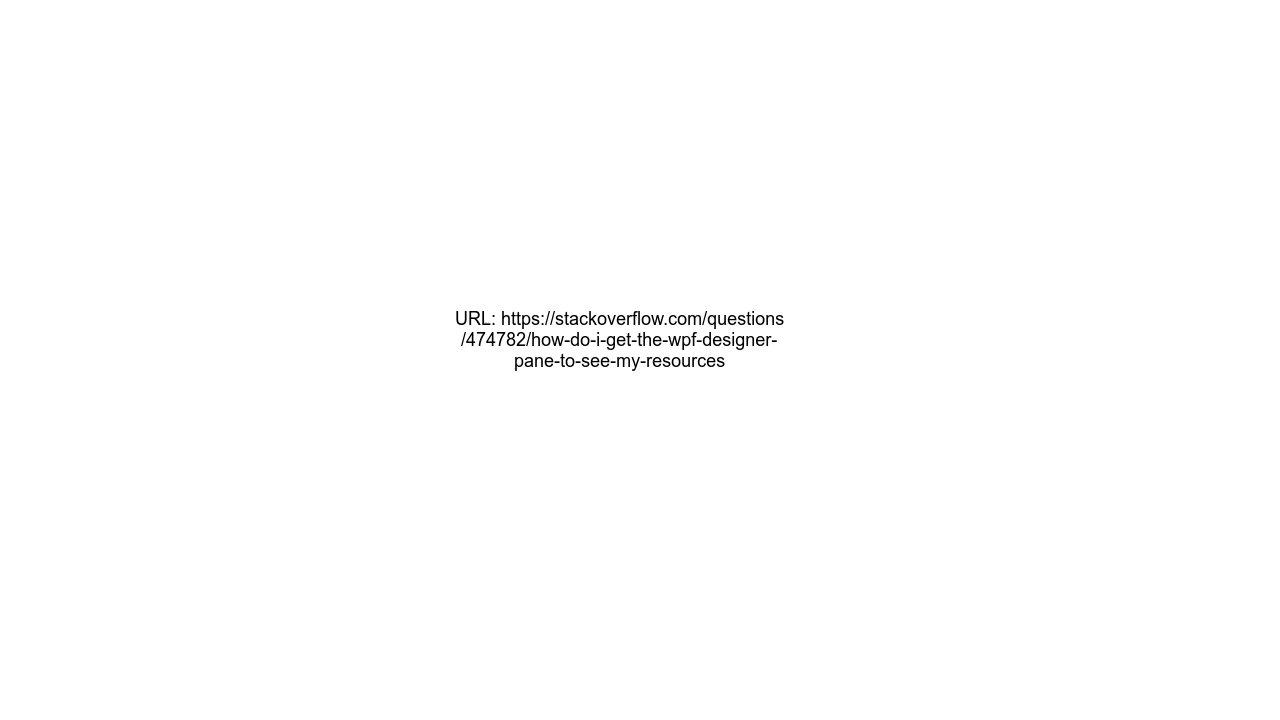 URL: https://stackoverflow.com/questions
/474782/how-do-i-get-the-wpf-designer-
pane-to-see-my-resources